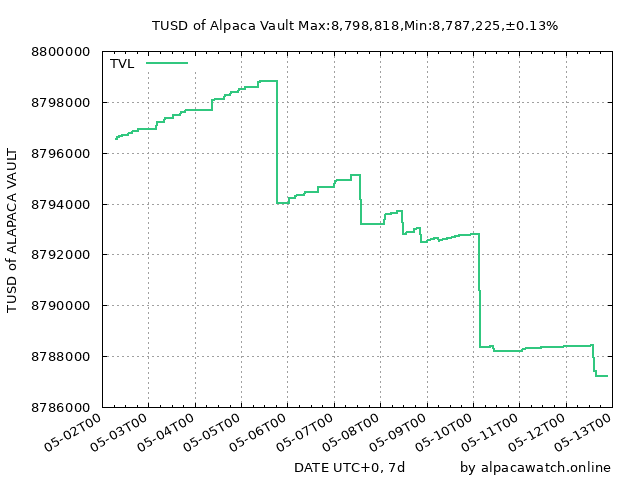 TUSD of Alpaca Vault Max:8,798,818,Min:8,787,225,±0.13%
TVL
8800000
8798000
8796000
8794000
8792000
8790000
8788000
8786000
TUSD of ALAPACA VAULT
05-02T00
05-03T00
05-04T00
05-05T00
05-06T00
05-07T00
05-08T00
05-09T00
05-10T00
05-11T00
05-12T00
05-13T00
DATE UTC+0, 7d
by alpacawatch.online